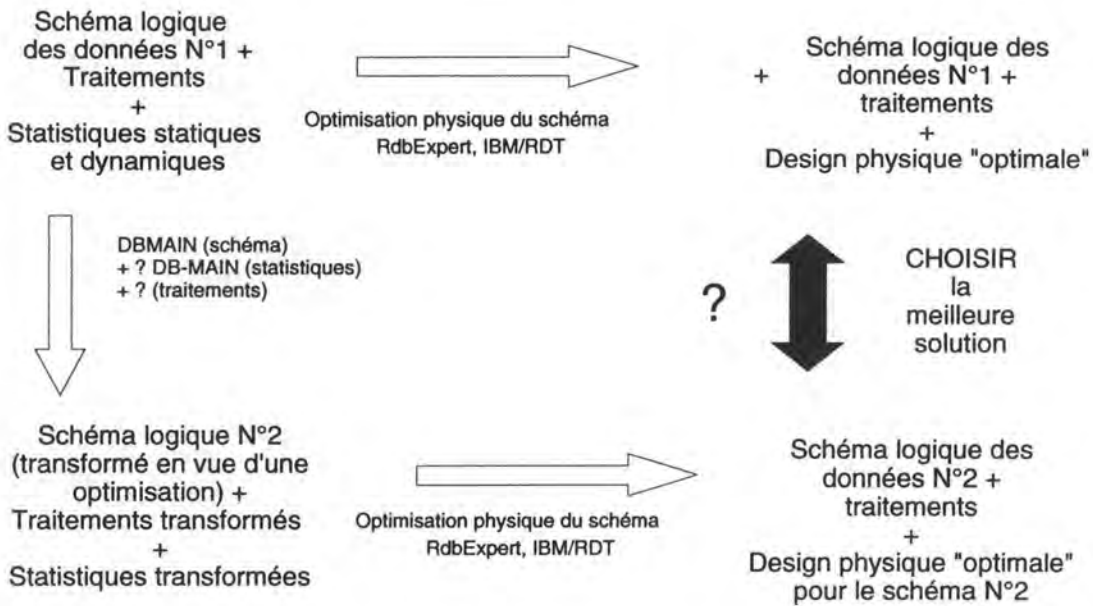 Schéma logique
des données N°1 +
Traitements
+
Statistiques statiques
et dynamiques
Optimisation physique du schéma
RdbExpert, IBM/RDT
+ Schéma logique des
données N°1 +
traitements
+
Design physique "optimale"
DBMAIN (schéma)
+ ? DB-MAIN (statistiques)
+ ? (traitements)
?
CHOISIR
la
meilleure
solution
Schéma logique N°2
(transformé en vue d'une
optimisation) +
Traitements transformés
+
Statistiques transformées
Optimisation physique du schéma
RdbExpert, IBM/RDT
Schéma logique des
données N°2 +
traitements
+
Design physique "optimale"
pour le schéma N°2